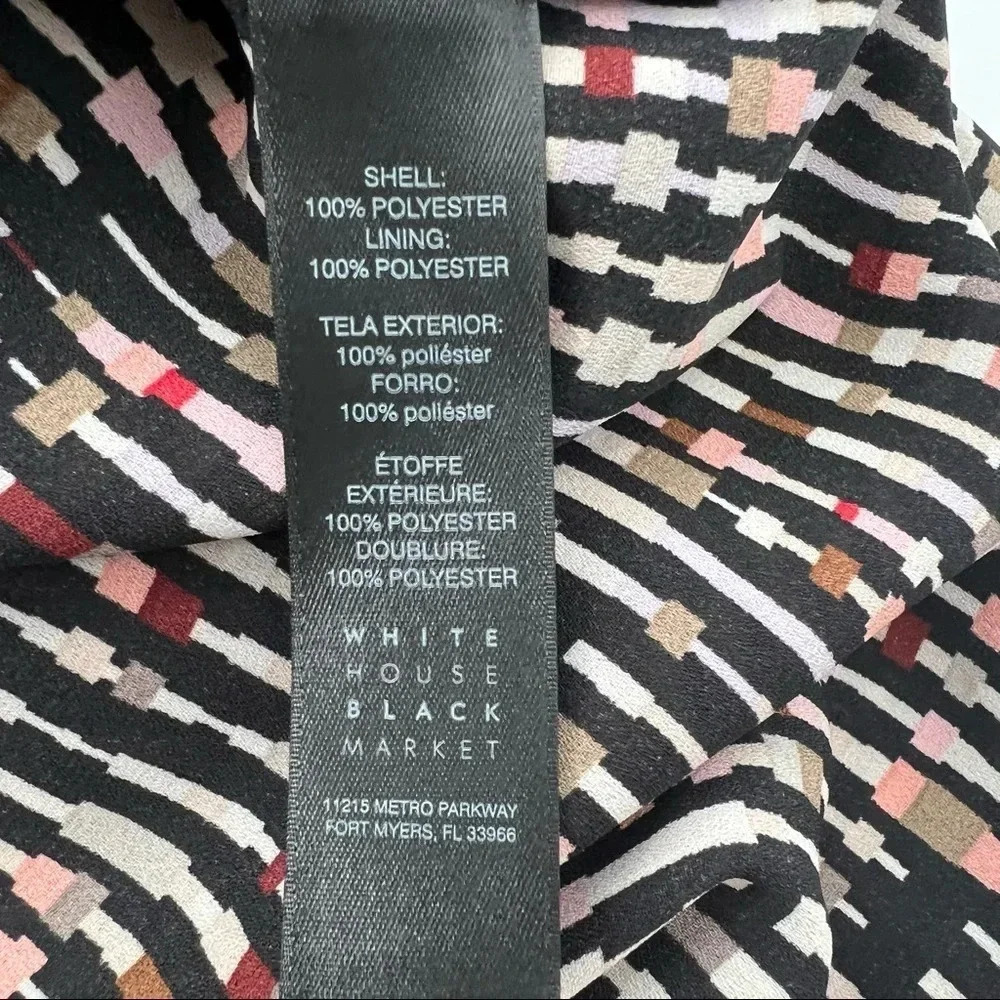 SHELL:
100% POLYESTER
LINING:
100% POLYESTER
TELA EXTERIOR:
100% poliéster
FORRO:
100% poliéster
ÉTOFFE
EXTÉRIEURE:
100% POLYESTER
DOUBLURE:
100% POLYESTER
WHITE
HOUSE
BLACK
MARKET
11215 METRO PARKWAY
FORT MYERS, FL 33966